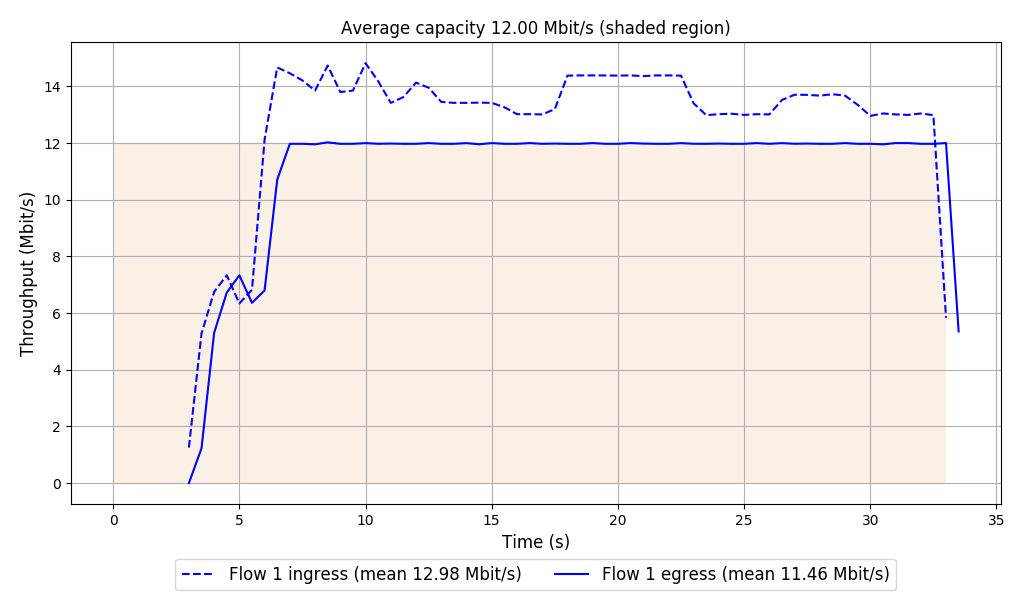 Average capacity 12.00 Mbit/s (shaded region)
14
12
10
8
6
4
2
0
Throughput (Mbit/s)
0 5 10 15 20 25 30 35
Time (s)
Flow 1 ingress (mean 12.98 Mbit/s) Flow 1 egress (mean 11.46 Mbit/s)